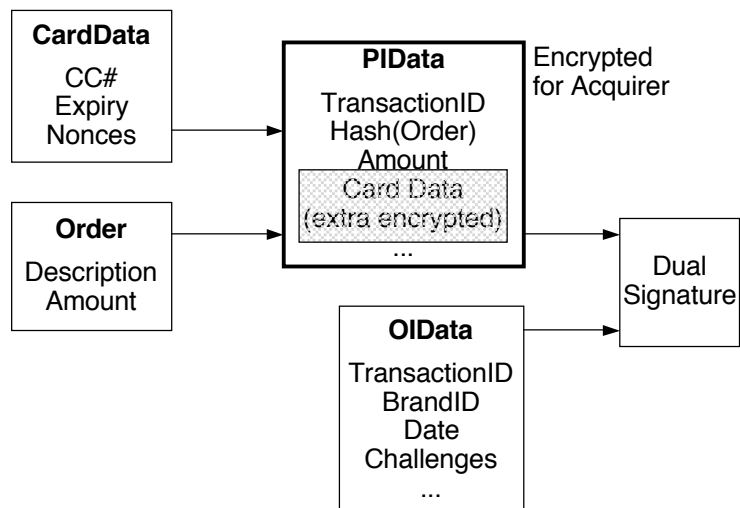 CardData
CC#
Expiry
Nonces
PIData
TransactionID
Hash(Order)
Amount
Card Data
(extra encrypted)
...
Encrypted
for Acquirer
Order
Description
Amount
OIData
TransactionID
BrandID
Date
Challenges
...
Dual
Signature